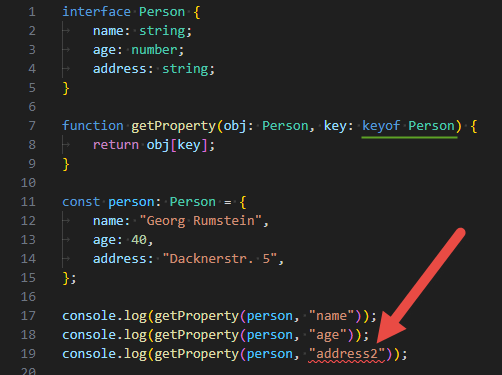 1 interface Person {
2 name: string;
3 age: number;
4 address: string;
5 }
6
7 function getProperty(obj: Person, key: keyof Person) {
8 return obj[key];
9 }
10
11 const person: Person = {
12 name: "Georg Rumstein",
13 age: 40,
14 address: "Dacknerstr. 5",
15 };
16
17 console.log(getProperty(person, "name"));
18 console.log(getProperty(person, "age"));
19 console.log(getProperty(person, "address2"));
20